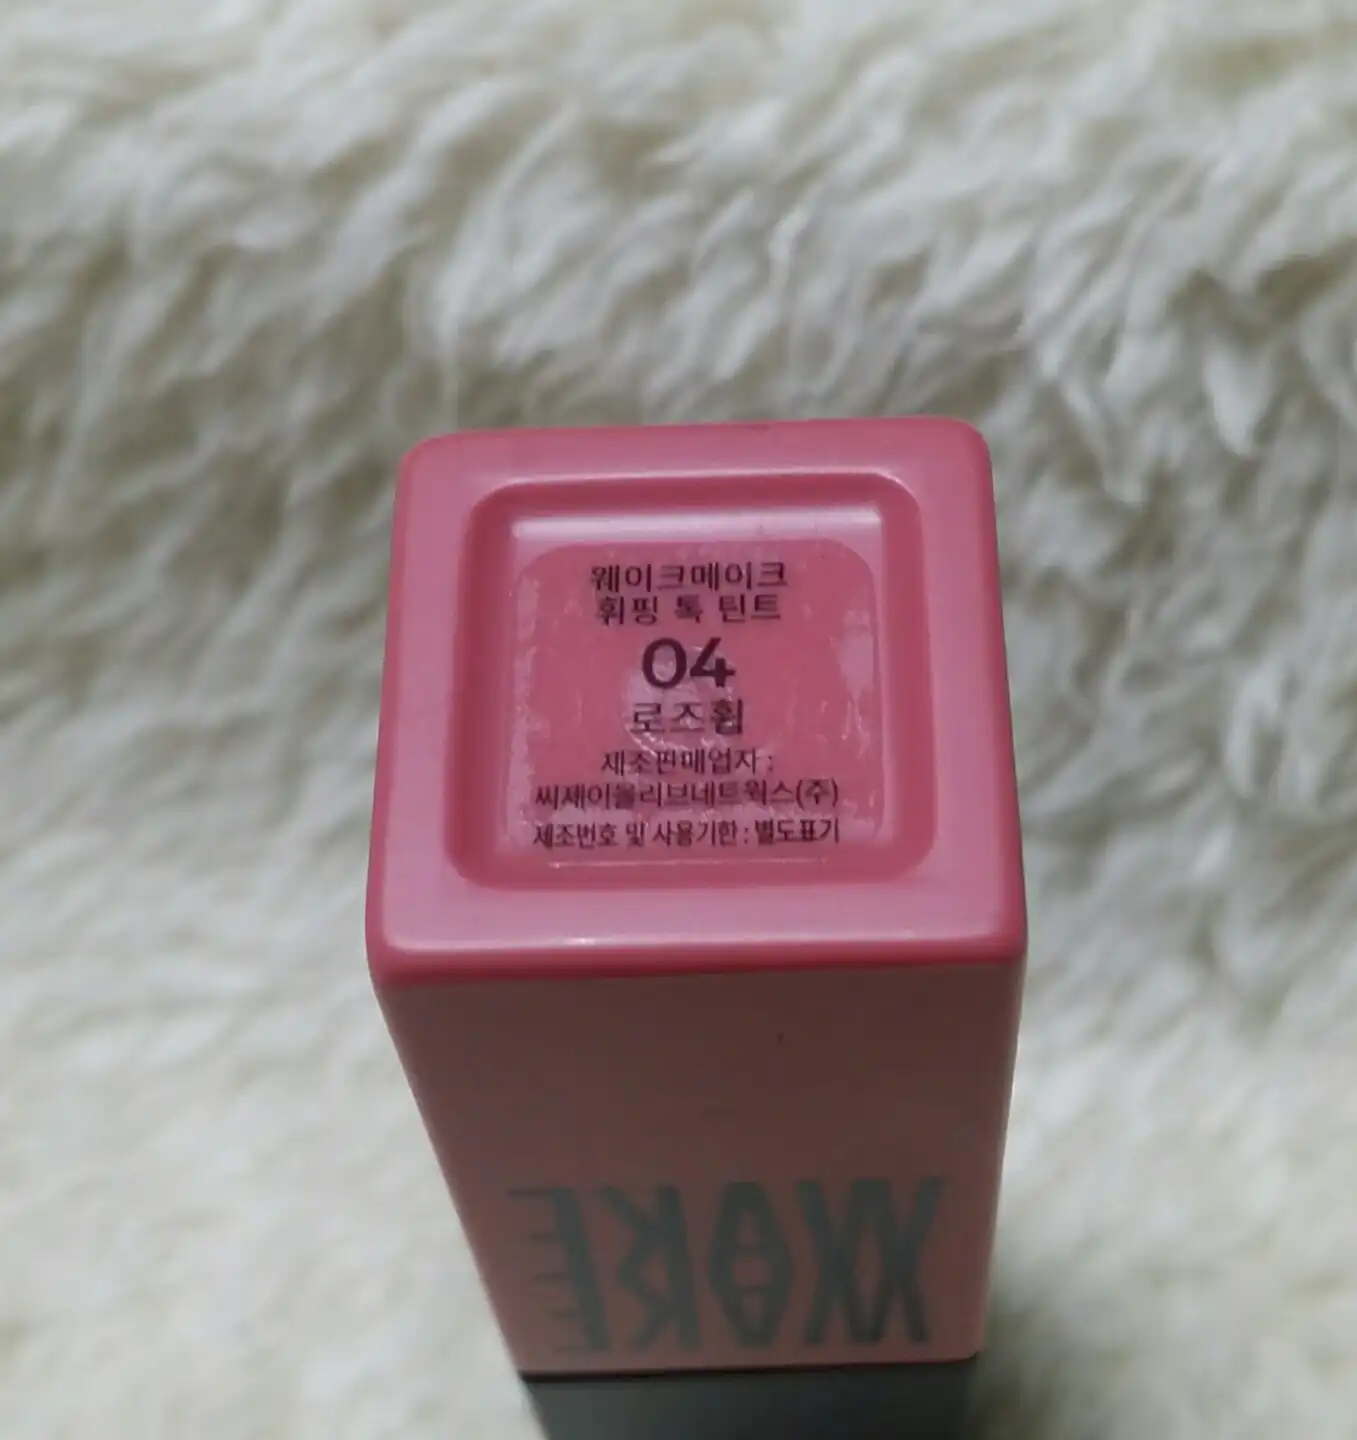 웨이크메이크
휘핑 톡 틴트
04
로즈휩
제조판매업자 :
씨제이올리브네트웍스(주)
제조번호 및 사용기한 : 별도표기
WAKE